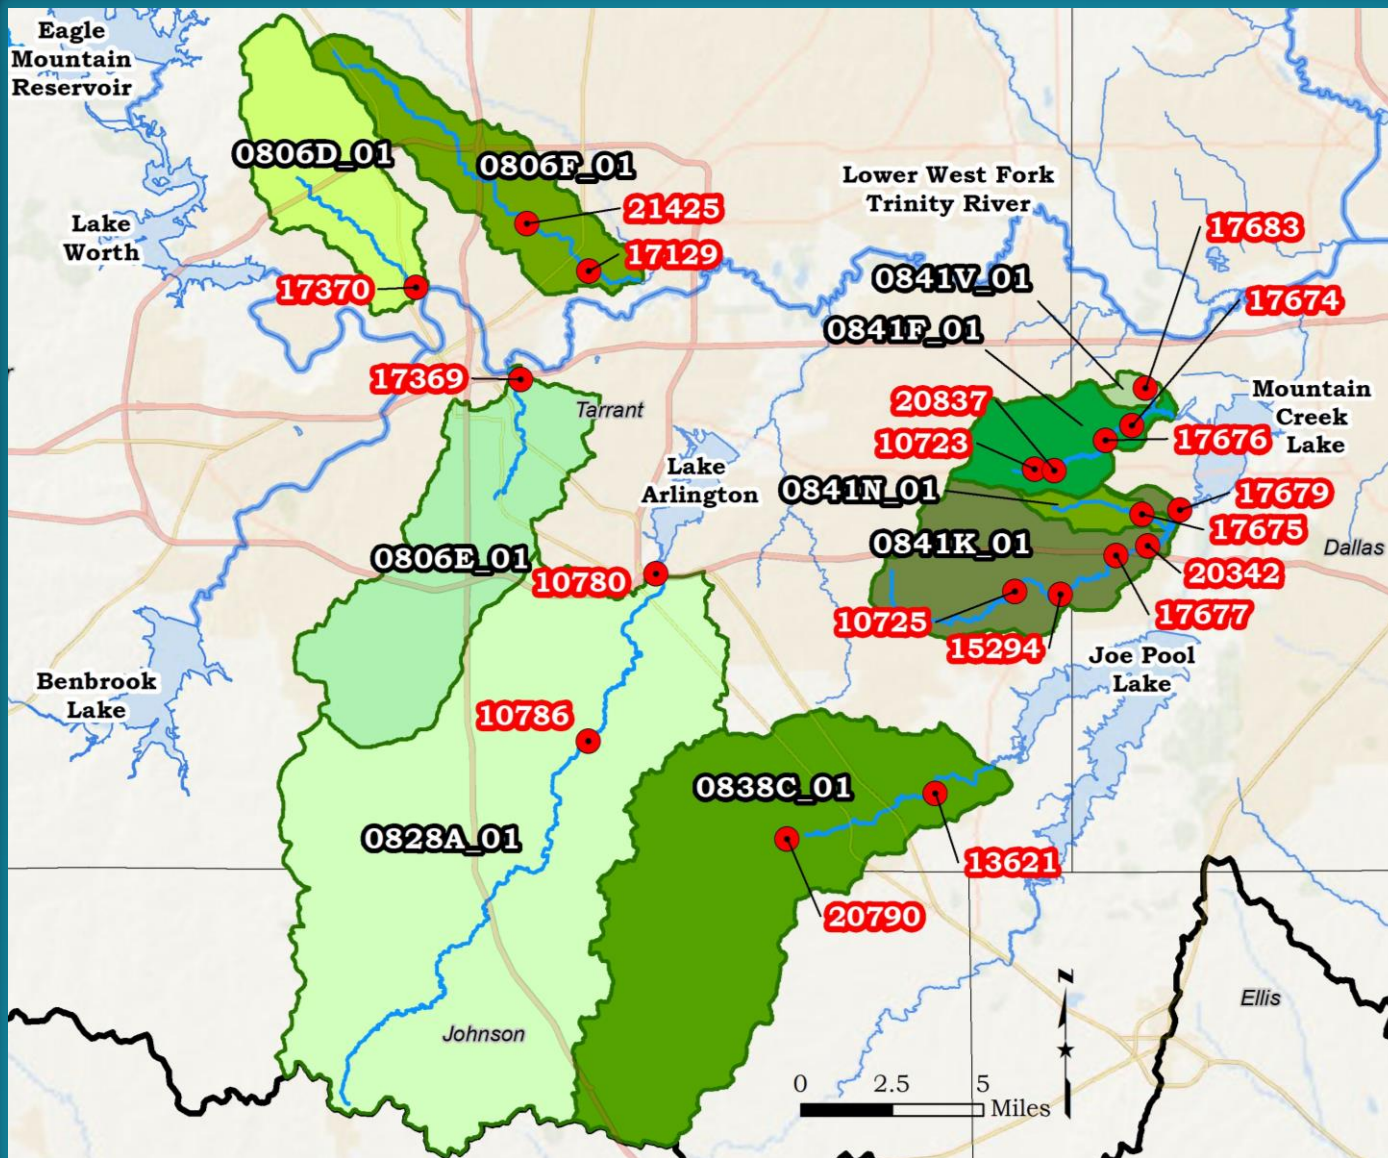 Eagle
Mountain
Reservoir
0806D_01
0806F_01
Lake
Worth
21425
17129
17370
Lower West Fork
Trinity River
17683
0841V_01
17674
0841F_01
17369
Tarrant
20837
10723
Mountain
Creek
Lake
17676
Lake
Arlington
0841N_01
17679
17675
0841K_01
Dallas
0806E_01
10780
20342
17677
10725
15294
Joe Pool
Lake
Benbrook
Lake
10786
0838C_01
0828A_01
13621
20790
N
Ellis
Johnson
0 2.5 5
Miles